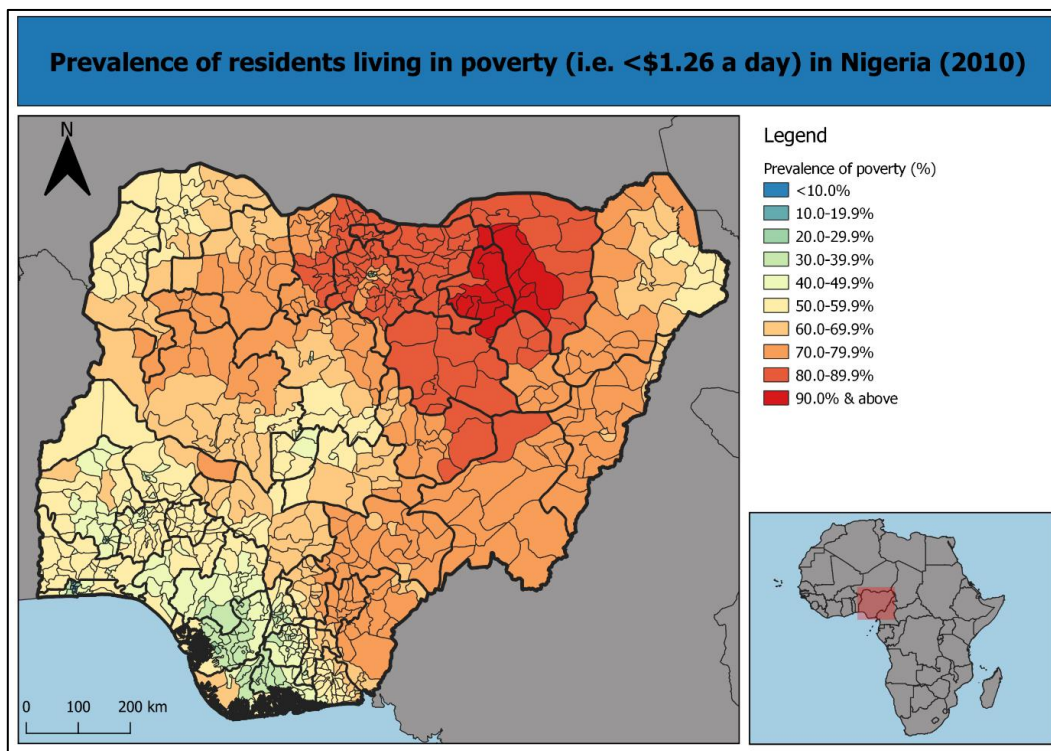 Prevalence of residents living in poverty (i.e. <$1.26 a day) in Nigeria (2010)
N
Legend
Prevalence of poverty (%)
<10.0%
10.0-19.9%
20.0-29.9%
30.0-39.9%
40.0-49.9%
50.0-59.9%
60.0-69.9%
70.0-79.9%
80.0-89.9%
90.0% & above
0 100 200 km